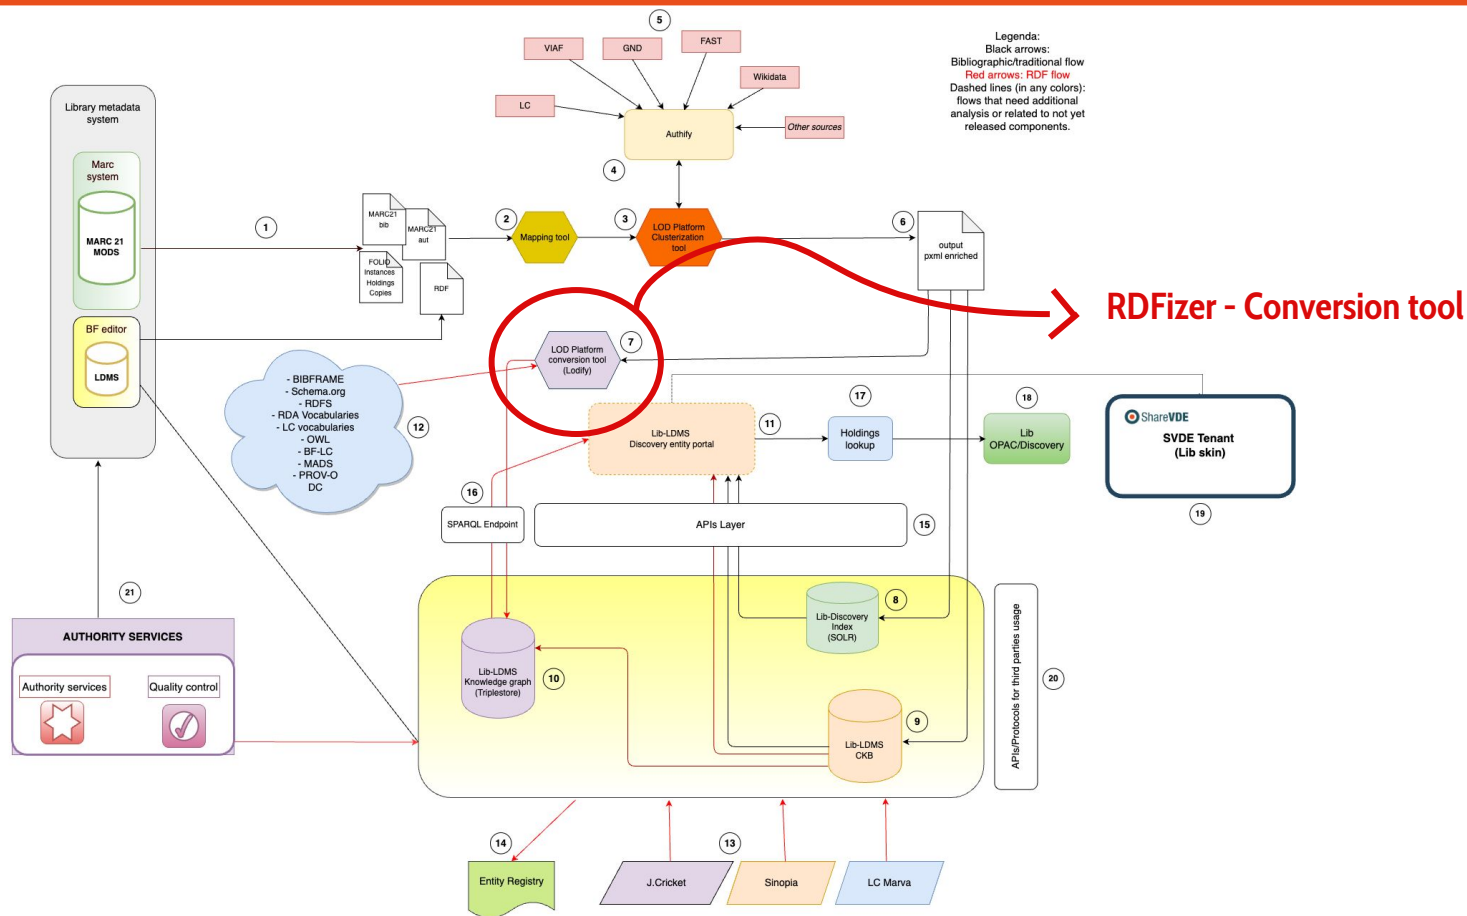 5
VIAF
GND
FAST
Wikidata
LC
Other sources
Authify
4
Legenda:
Black arrows:
Bibliographic/traditional flow
Red arrows: RDF flow
Dashed lines (in any colors):
flows that need additional
analysis or related to not yet
released components.
Library metadata
system
Marc
system
MARC 21
MODS
BF editor
LDMS
1
MARC21
bib
MARC21
aut
FOLIO
Instances
Holdings
Copies
RDF
2
Mapping tool
3
LOD Platform
Clusterization
tool
6
output
pxml enriched
RDFizer - Conversion tool
7
LOD Platform
conversion tool
(Lodify)
- BIBFRAME
- Schema.org
- RDFS
- RDA Vocabularies
- LC vocabularies
- OWL
- BF-LC
- MADS
- PROV-O
DC
12
Lib-LDMS
Discovery entity portal
11
17
Holdings
lookup
18
Lib
OPAC/Discovery
ShareVDE
SVDE Tenant
(Lib skin)
19
16
SPARQL Endpoint
APIs Layer
15
21
AUTHORITY SERVICES
Authority services
Quality control
Lib-LDMS
Knowledge graph
(Triplestore)
10
Lib-Discovery
Index
(SOLR)
8
Lib-LDMS
CKB
9
APIs/Protocols for third parties usage
20
14
Entity Registry
13
J.Cricket
Sinopia
LC Marva